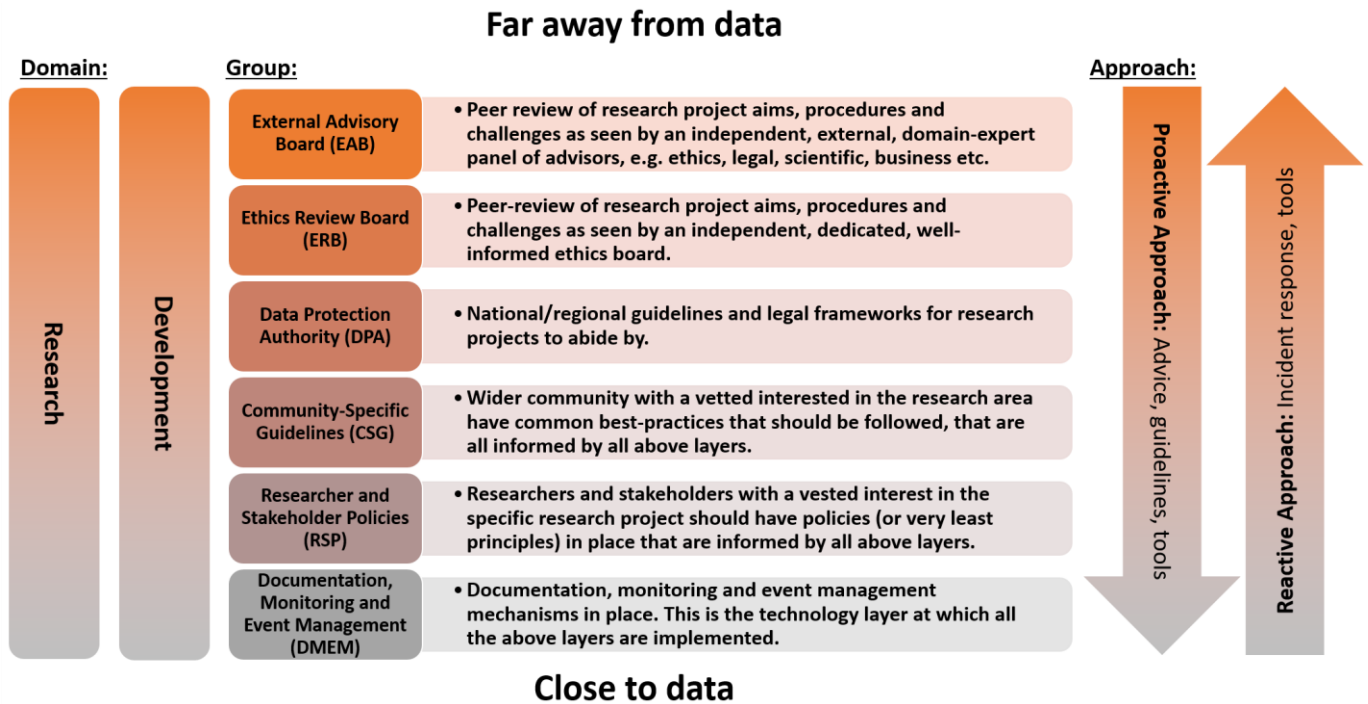 Far away from data
Domain:
Group:
Approach:
Research
Development
External Advisory
Board (EAB)
• Peer review of research project aims, procedures and
challenges as seen by an independent, external, domain-expert
panel of advisors, e.g. ethics, legal, scientific, business etc.
Ethics Review Board
(ERB)
• Peer-review of research project aims, procedures and
challenges as seen by an independent, dedicated, well-
informed ethics board.
Data Protection
Authority (DPA)
• National/regional guidelines and legal frameworks for research
projects to abide by.
Community-Specific
Guidelines (CSG)
• Wider community with a vetted interested in the research area
have common best-practices that should be followed, that are
all informed by all above layers.
Researcher and
Stakeholder Policies
(RSP)
• Researchers and stakeholders with a vested interest in the
specific research project should have policies (or very least
principles) in place that are informed by all above layers.
Documentation,
Monitoring and
Event Management
(DMEM)
• Documentation, monitoring and event management
mechanisms in place. This is the technology layer at which all
the above layers are implemented.
Proactive Approach: Advice, guidelines, tools
Reactive Approach: Incident response, tools
Close to data